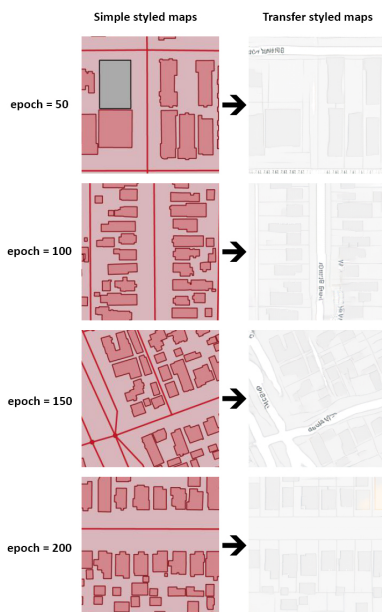 Simple styled maps Transfer styled maps
epoch = 50
epoch = 100
epoch = 150
epoch = 200